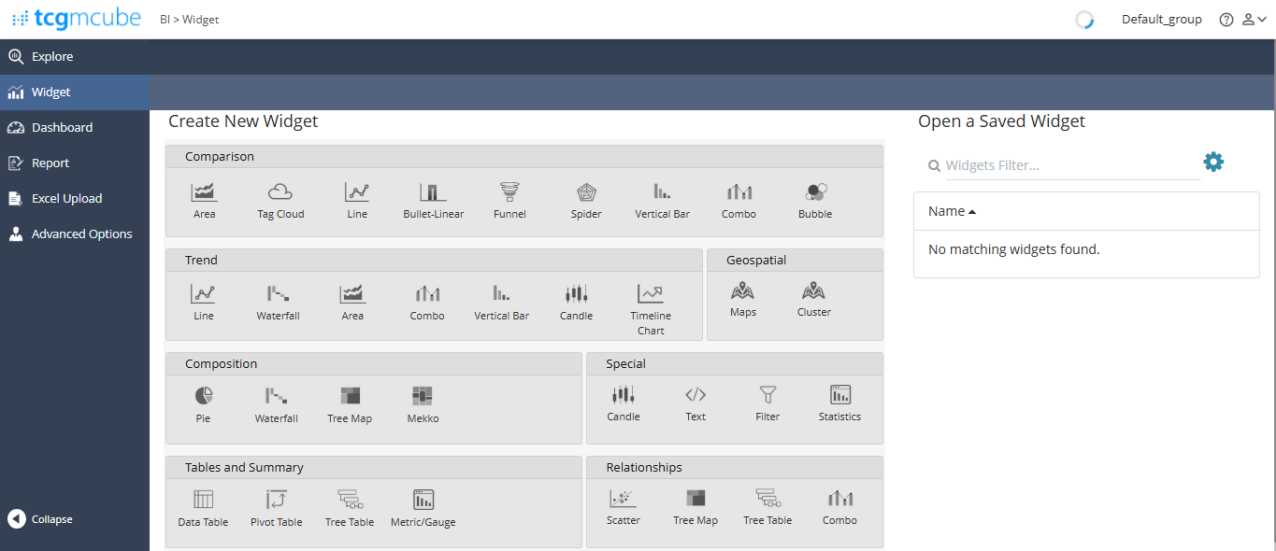 tcgmcube BI > Widget Default_group
Explore
Widget
Dashboard
Report
Excel Upload
Advanced Options
Collapse
Create New Widget
Comparison
Area Tag Cloud Line Bullet-Linear Funnel Spider Vertical Bar Combo Bubble
Trend
Line Waterfall Area Combo Vertical Bar Candle Timeline
Chart
Geospatial
Maps Cluster
Composition
Pie Waterfall Tree Map Mekko
Special
Candle Text Filter Statistics
Tables and Summary
Data Table Pivot Table Tree Table Metric/Gauge
Relationships
Scatter Tree Map Tree Table Combo
Open a Saved Widget
Widgets Filter...
Name
No matching widgets found.